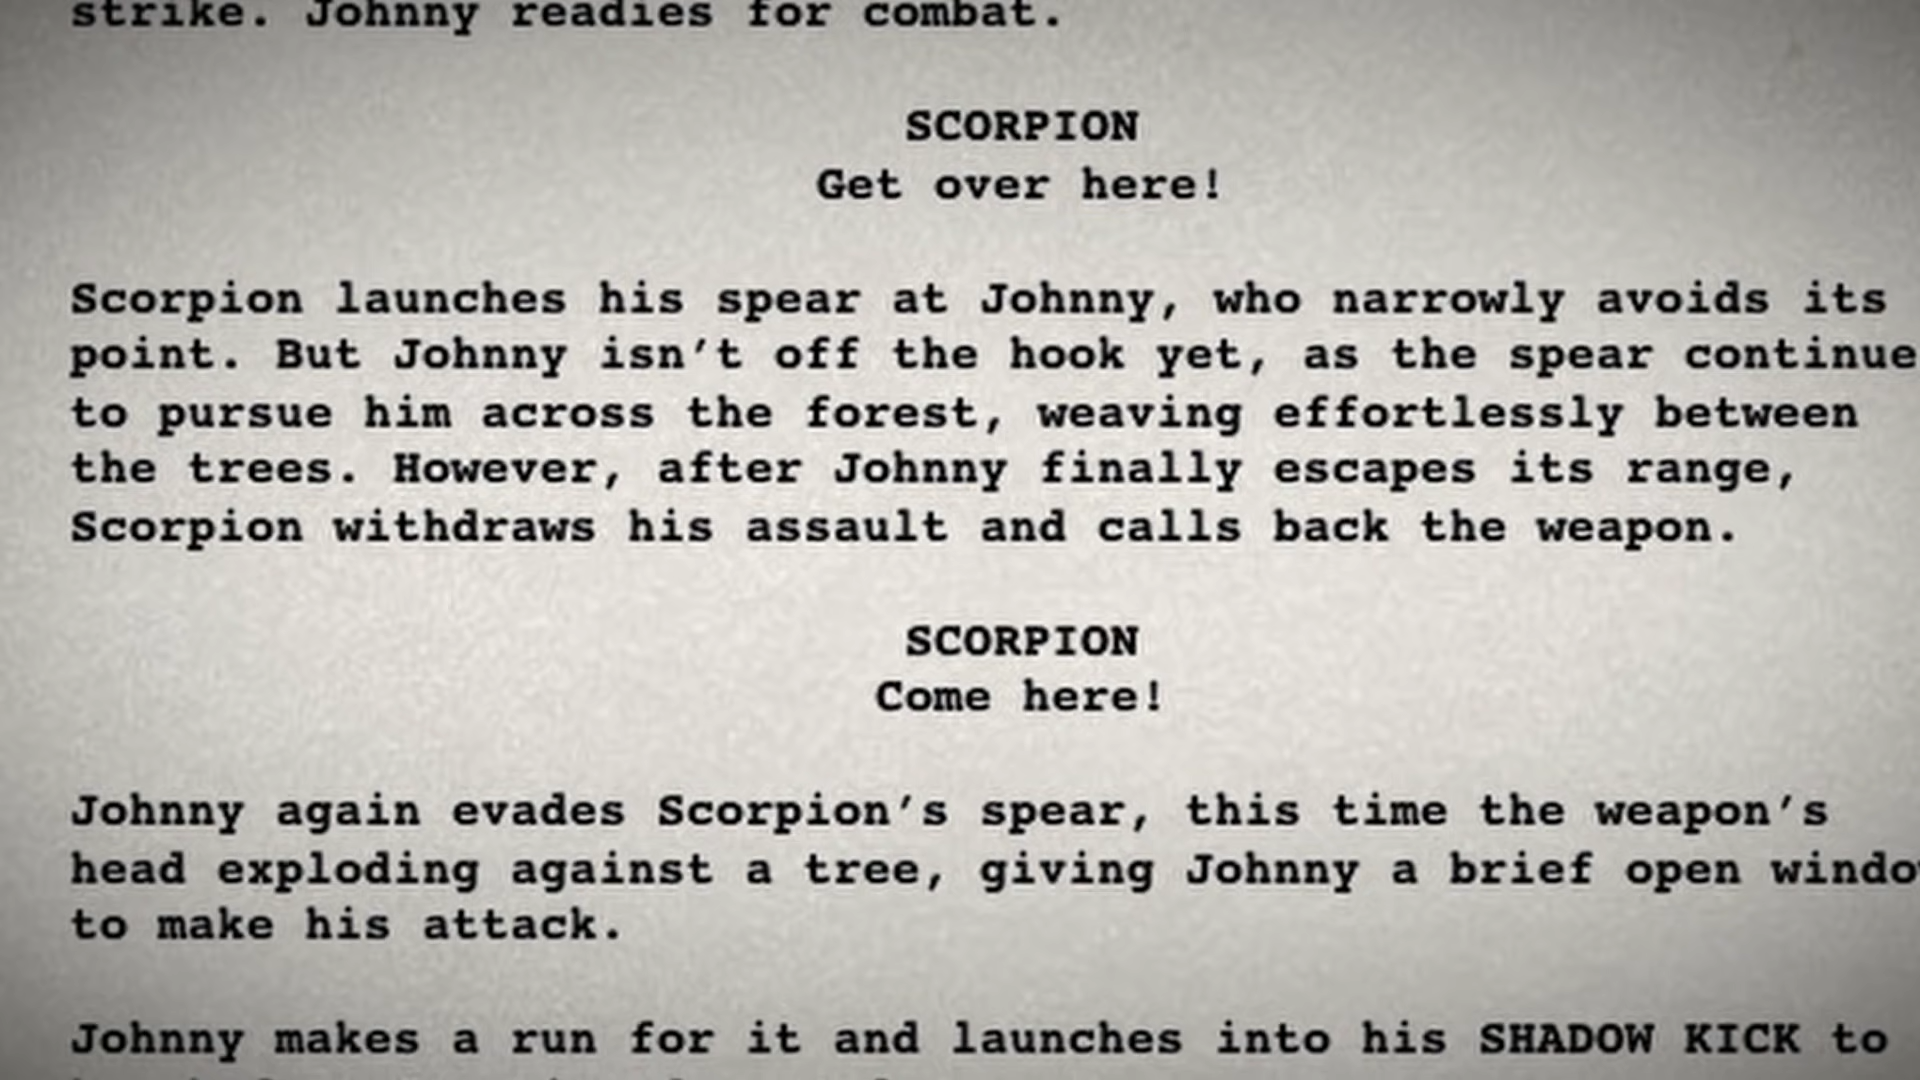 strike. Johnny readies for combat.
SCORPION
Get over here!
Scorpion launches his spear at Johnny, who narrowly avoids its
point. But Johnny isn’t off the hook yet, as the spear continue
to pursue him across the forest, weaving effortlessly between
the trees. However, after Johnny finally escapes its range,
Scorpion withdraws his assault and calls back the weapon.
SCORPION
Come here!
Johnny again evades Scorpion’s spear, this time the weapon’s
head exploding against a tree, giving Johnny a brief open windo
to make his attack.
Johnny makes a run for it and launches into his SHADOW KICK to